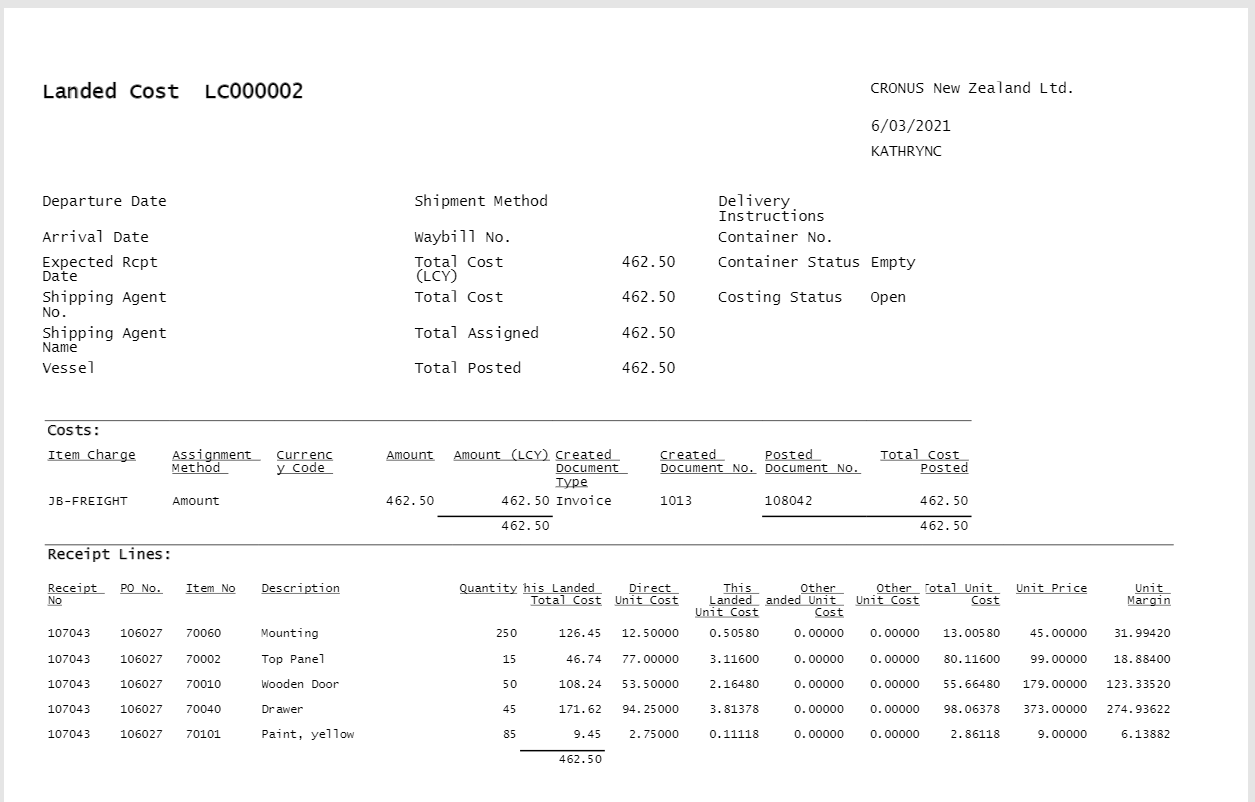 Landed Cost LC000002 CRONUS New Zealand Ltd.
6/03/2021
KATHRYNC
Departure Date Shipment Method Delivery
Instructions
Arrival Date Waybill No. Container No.
Expected Rcpt Total Cost 462.50 Container Status Empty
Date (LCY)
Shipping Agent Total Cost 462.50 Costing Status Open
No.
Shipping Agent Total Assigned 462.50
Name
Vessel Total Posted 462.50
Costs:
Item Charge Assignment Currenc Amount Amount (LCY) Created Created Posted Total Cost
Method y Code Document Document No. Document No. Posted
Type
JB-FREIGHT Amount 462.50 462.50 Invoice 1013 108042 462.50
462.50 462.50
Receipt Lines:
Receipt PO No. Item No Description Quantity his Landed Direct This Other Other Total Unit Unit Price Unit
No Total Cost Unit Cost Landed anded Unit Unit Cost Cost Margin
Unit Cost Cost
107043 106027 70060 Mounting 250 126.45 12.50000 0.50580 0.00000 0.00000 13.00580 45.00000 31.99420
107043 106027 70002 Top Panel 15 46.74 77.00000 3.11600 0.00000 0.00000 80.11600 99.00000 18.88400
107043 106027 70010 Wooden Door 50 108.24 53.50000 2.16480 0.00000 0.00000 55.66480 179.00000 123.33520
107043 106027 70040 Drawer 45 171.62 94.25000 3.81378 0.00000 0.00000 98.06378 373.00000 274.93622
107043 106027 70101 Paint, yellow 85 9.45 2.75000 0.11118 0.00000 0.00000 2.86118 9.00000 6.13882
462.50